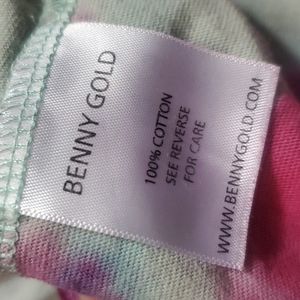 BENNY GOLD
100% COTTON
SEE REVERSE
FOR CARE
WWW.BENNYGOLD.COM